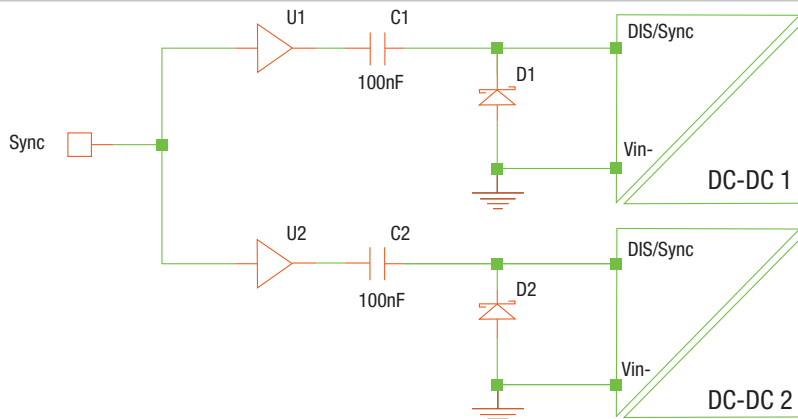 U1
C1
DIS/Sync
D1
100nF
Sync
Vin-
DC-DC 1
U2
C2
DIS/Sync
D2
100nF
Vin-
DC-DC 2